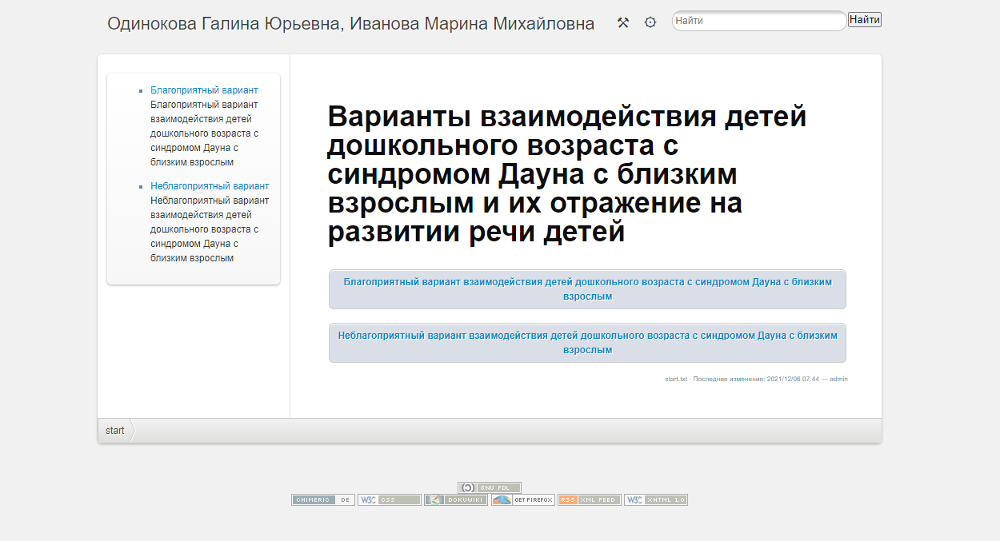 Одинокова Галина Юрьевна, Иванова Марина Михайловна
Найти
Найти
Благоприятный вариант
Благоприятный вариант
взаимодействия детей
дошкольного возраста с
синдромом Дауна с
близким взрослым
Неблагоприятный вариант
Неблагоприятный вариант
взаимодействия детей
дошкольного возраста с
синдромом Дауна с
близким взрослым
Варианты взаимодействия детей
дошкольного возраста с
синдромом Дауна с близким
взрослым и их отражение на
развитии речи детей
Благоприятный вариант взаимодействия детей дошкольного возраста с синдромом Дауна с близким
взрослым
Неблагоприятный вариант взаимодействия детей дошкольного возраста с синдромом Дауна с близким
взрослым
start.txt · Последние изменения: 2021/12/06 07:44 — admin
start
GNU FDL
CHIMERIC DE
W3C CSS
DOKUWIKI
GET FIREFOX
RSS XML FEED
W3C XHTML 1.0